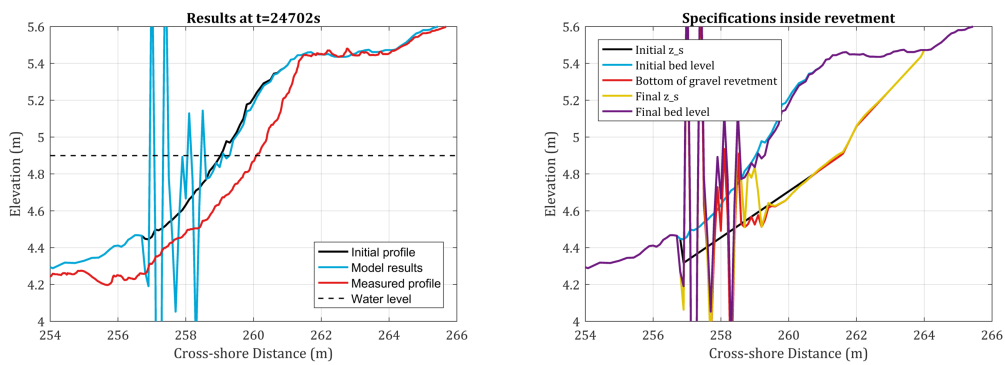 Results at t=24702s
5.6
5.4
5.2
5
4.8
4.6
4.4
4.2
4
Elevation (m)
Initial profile
Model results
Measured profile
Water level
254 256 258 260 262 264 266
Cross-shore Distance (m)
Specifications inside revetment
5.6
5.4
5.2
5
4.8
4.6
4.4
4.2
4
Elevation (m)
Initial z_s
Initial bed level
Bottom of gravel revetment
Final z_s
Final bed level
254 256 258 260 262 264 266
Cross-shore Distance (m)